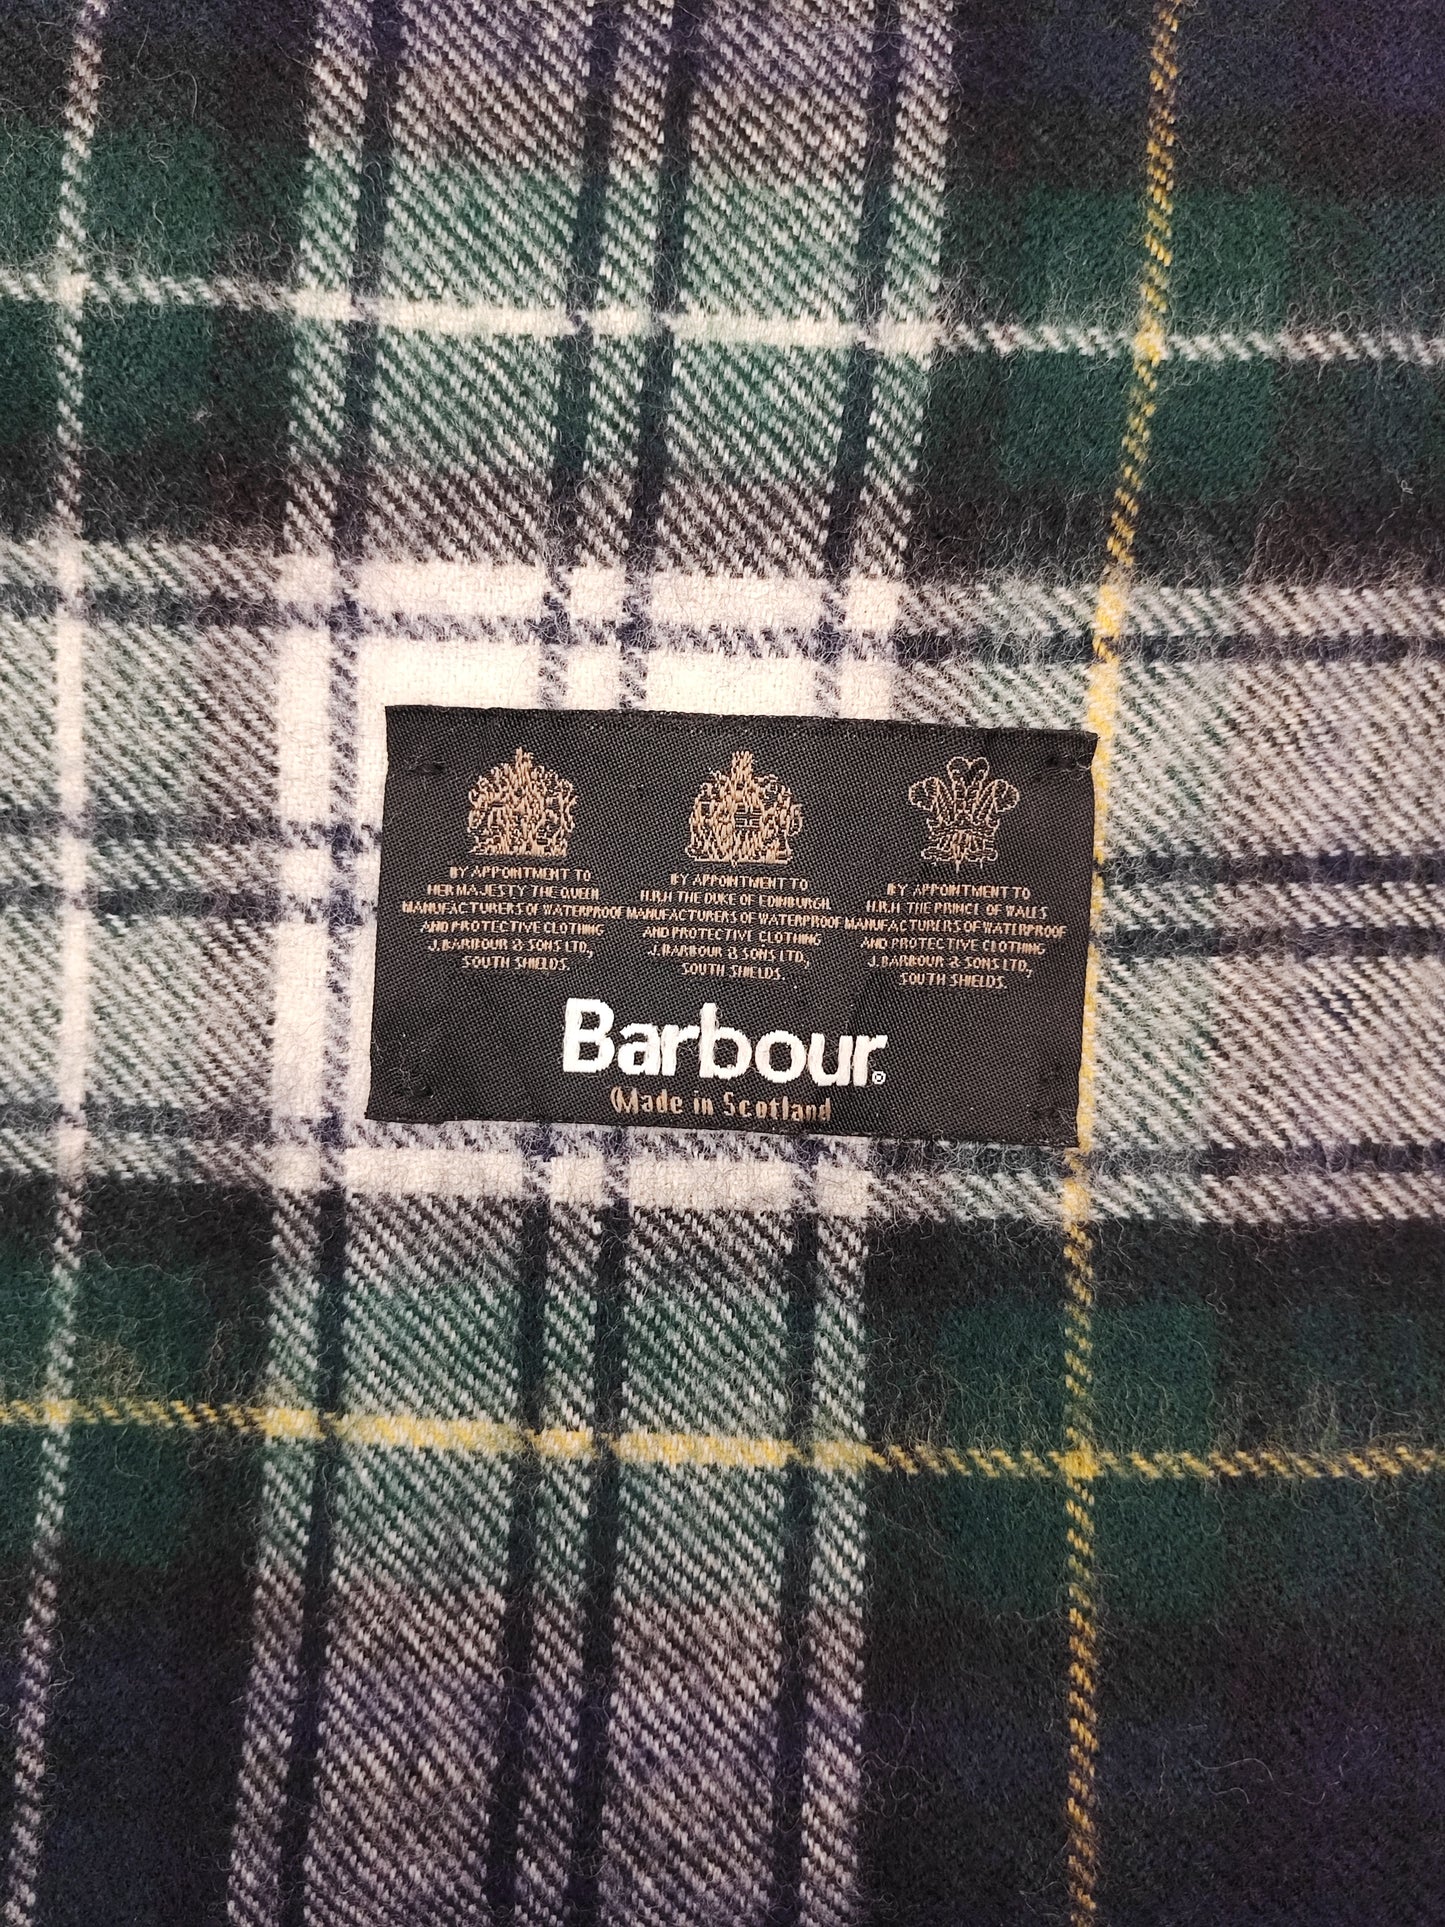 BY APPOINTMENT TO
HER MAJESTY THE QUEEN
MANUFACTURERS OF WATERPROOF
AND PROTECTIVE CLOTHING
J. BARBOUR & SONS LTD.,
SOUTH SHIELDS.
BY APPOINTMENT TO
H.R.H THE DUKE OF EDINBURGH
MANUFACTURERS OF WATERPROOF
AND PROTECTIVE CLOTHING
J. BARBOUR & SONS LTD.,
SOUTH SHIELDS.
BY APPOINTMENT TO
H.R.H THE PRINCE OF WALES
MANUFACTURERS OF WATERPROOF
AND PROTECTIVE CLOTHING
J. BARBOUR & SONS LTD.,
SOUTH SHIELDS.
Barbour®
Made in Scotland